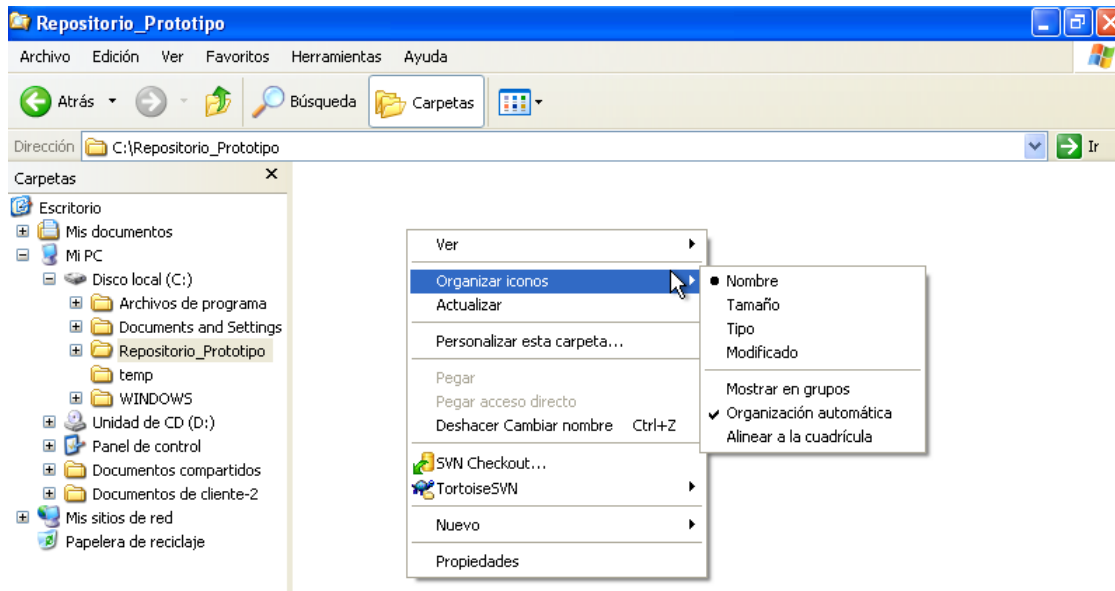 Repositorio_Prototipo
Archivo Edición Ver Favoritos Herramientas Ayuda
Atrás Búsqueda Carpetas
Dirección C:\Repositorio_Prototipo Ir
Carpetas
Escritorio
Mis documentos
Mi PC
Disco local (C:)
Archivos de programa
Documents and Settings
Repositorio_Prototipo
temp
WINDOWS
Unidad de CD (D:)
Panel de control
Documentos compartidos
Documentos de cliente-2
Mis sitios de red
Papelera de reciclaje
Ver
Organizar iconos
Actualizar
Personalizar esta carpeta...
Pegar
Pegar acceso directo
Deshacer Cambiar nombre Ctrl+Z
SVN Checkout...
TortoiseSVN
Nuevo
Propiedades
Nombre
Tamaño
Tipo
Modificado
Mostrar en grupos
Organización automática
Alinear a la cuadrícula